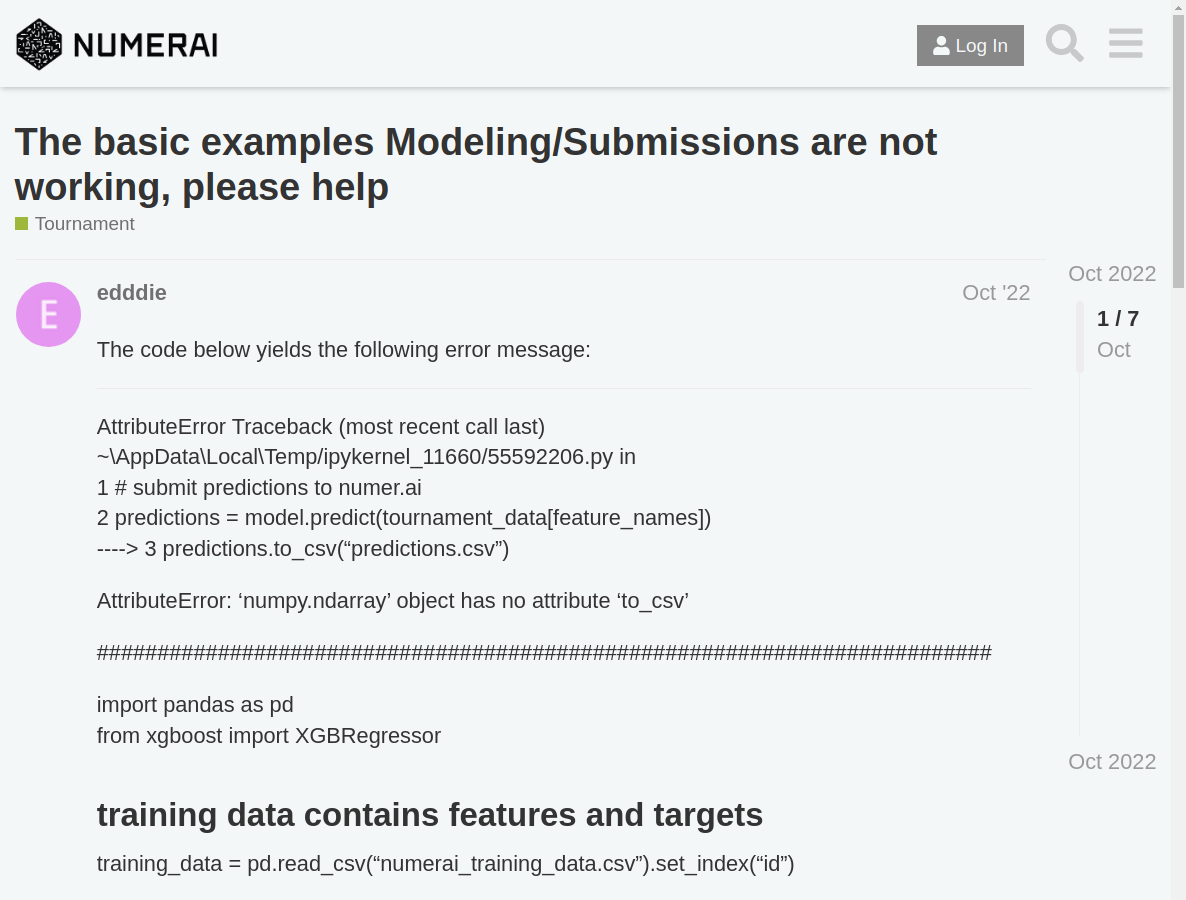 NUMERAI
Log In
The basic examples Modeling/Submissions are not
working, please help
Tournament
Oct 2022
E
edddie
Oct '22
1 / 7
Oct
The code below yields the following error message:
AttributeError Traceback (most recent call last)
~\AppData\Local\Temp/ipykernel_11660/55592206.py in
1 # submit predictions to numer.ai
2 predictions = model.predict(tournament_data[feature_names])
----> 3 predictions.to_csv(“predictions.csv”)
AttributeError: ‘numpy.ndarray’ object has no attribute ‘to_csv’
##########################################################################
import pandas as pd
from xgboost import XGBRegressor
Oct 2022
training data contains features and targets
training_data = pd.read_csv(“numerai_training_data.csv”).set_index(“id”)